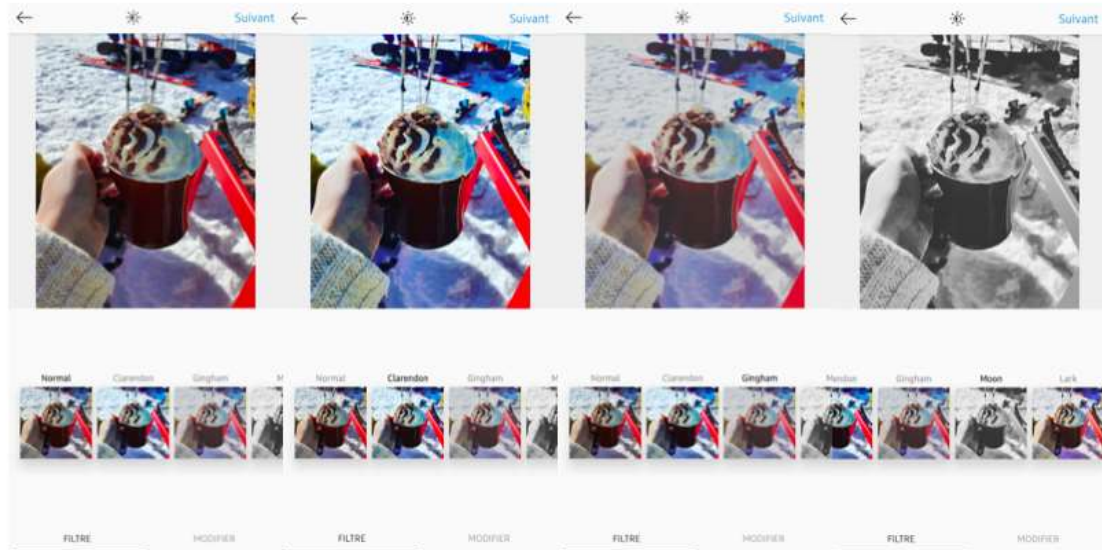 ← Suivant ← Suivant ← Suivant ← Suivant
Normal Clarendon Gingham M Normal Clarendon Gingham M Normal Clarendon Gingham Gingham Moon Lark
FILTRE MODIFIER FILTRE MODIFIER FILTRE MODIFIER FILTRE MODIFIER